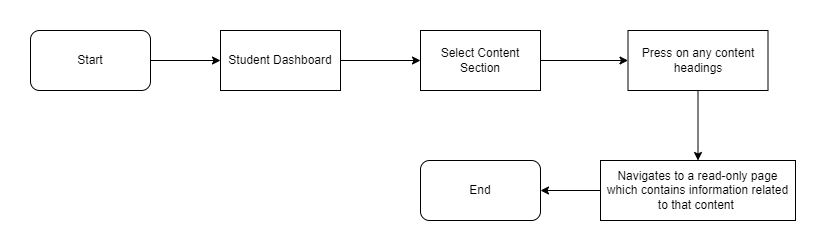 Start
Student Dashboard
Select Content
Section
Press on any content
headings
Navigates to a read-only page
which contains information related
to that content
End